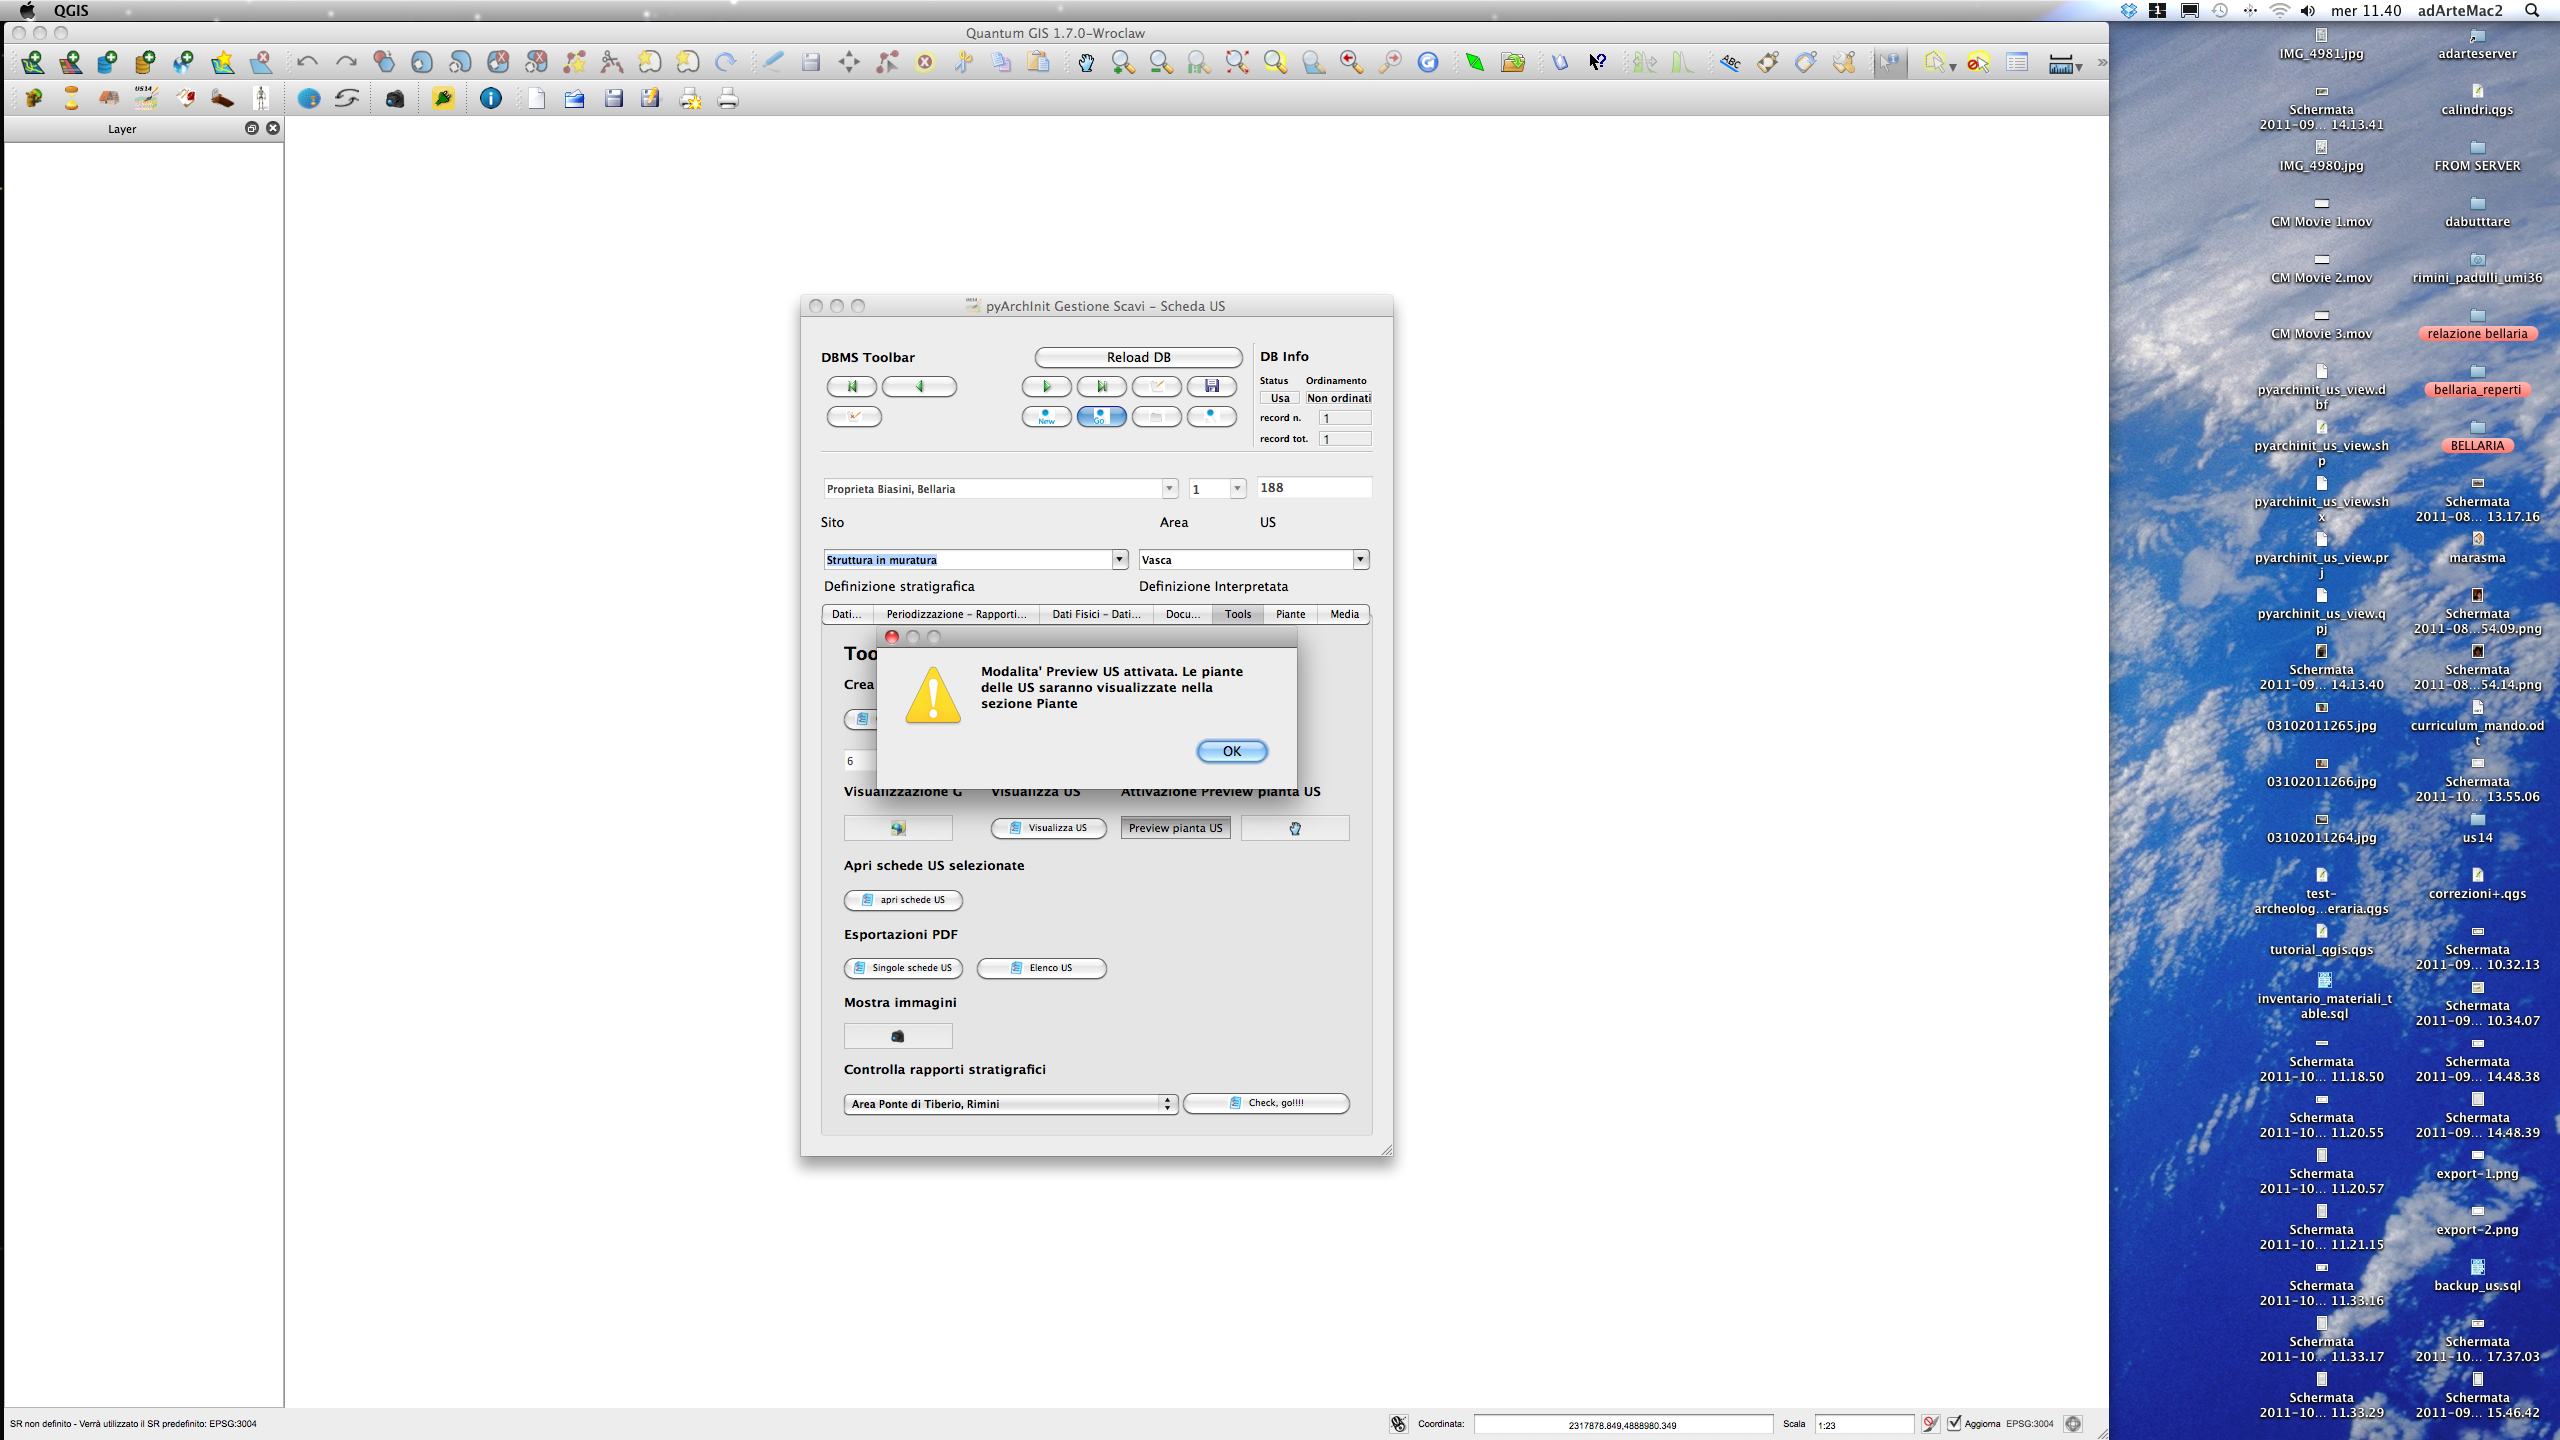 QGIS
mer 11.40 adArteMac2
Quantum GIS 1.7.0-Wroclaw
Layer
pyArchInit Gestione Scavi - Scheda US
DBMS Toolbar
Reload DB
DB Info
Status Ordinamento
Usa Non ordinati
record n. 1
record tot. 1
New
Go
Proprieta Biasini, Bellaria 1 188
Sito Area US
Struttura in muratura Vasca
Definizione stratigrafica Definizione Interpretata
Dati... Periodizzazione - Rapporti... Dati Fisici - Dati... Docu... Tools Piante Media
Too
Crea
6
Modalita' Preview US attivata. Le piante
delle US saranno visualizzate nella
sezione Piante
OK
Visualizzazione G Visualizza US Attivazione Preview pianta US
Visualizza US Preview pianta US
Apri schede US selezionate
apri schede US
Esportazioni PDF
Singole schede US Elenco US
Mostra immagini
Controlla rapporti stratigrafici
Area Ponte di Tiberio, Rimini Check, go!!!!
SR non definito - Verrà utilizzato il SR predefinito: EPSG:3004
Coordinata: 2317878.849,4888980.349 Scala 1:23 Aggiorna EPSG:3004
IMG_4981.jpg
Schermata
2011-09... 14.13.41
IMG_4980.jpg
CM Movie 1.mov
CM Movie 2.mov
CM Movie 3.mov
pyarchinit_us_view.d
bf
pyarchinit_us_view.sh
p
pyarchinit_us_view.sh
x
pyarchinit_us_view.pr
j
pyarchinit_us_view.q
pj
Schermata
2011-09... 14.13.40
03102011265.jpg
03102011266.jpg
03102011264.jpg
test-
archeolog...eraria.qgs
tutorial_qgis.qgs
inventario_materiali_t
able.sql
Schermata
2011-10... 11.18.50
Schermata
2011-10... 11.20.55
Schermata
2011-10... 11.20.57
Schermata
2011-10... 11.21.15
Schermata
2011-10... 11.33.16
Schermata
2011-10... 11.33.17
Schermata
2011-10... 11.33.29
adarteserver
calindri.qgs
FROM SERVER
dabutttare
rimini_padulli_umi36
relazione bellaria
bellaria_reperti
BELLARIA
Schermata
2011-08... 13.17.16
marasma
Schermata
2011-08...54.09.png
Schermata
2011-08...54.14.png
curriculum_mando.od
t
Schermata
2011-10... 13.55.06
us14
correzioni+.qgs
Schermata
2011-09... 10.32.13
Schermata
2011-09... 10.34.07
Schermata
2011-09... 14.48.38
Schermata
2011-09... 14.48.39
export-1.png
export-2.png
backup_us.sql
Schermata
2011-10... 17.37.03
Schermata
2011-09... 15.46.42